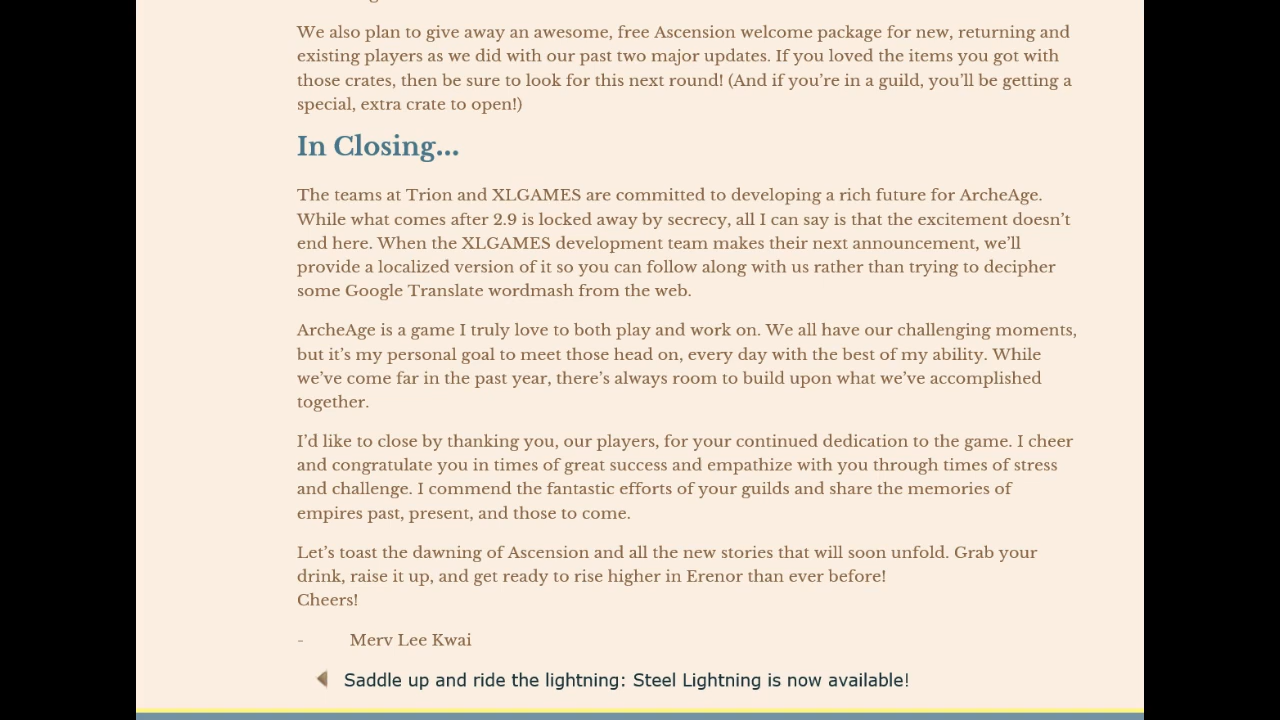 We also plan to give away an awesome, free Ascension welcome package for new, returning and
existing players as we did with our past two major updates. If you loved the items you got with
those crates, then be sure to look for this next round! (And if you’re in a guild, you’ll be getting a
special, extra crate to open!)
In Closing...
The teams at Trion and XLGAMES are committed to developing a rich future for ArcheAge.
While what comes after 2.9 is locked away by secrecy, all I can say is that the excitement doesn’t
end here. When the XLGAMES development team makes their next announcement, we’ll
provide a localized version of it so you can follow along with us rather than trying to decipher
some Google Translate wordmash from the web.
ArcheAge is a game I truly love to both play and work on. We all have our challenging moments,
but it’s my personal goal to meet those head on, every day with the best of my ability. While
we’ve come far in the past year, there’s always room to build upon what we’ve accomplished
together.
I’d like to close by thanking you, our players, for your continued dedication to the game. I cheer
and congratulate you in times of great success and empathize with you through times of stress
and challenge. I commend the fantastic efforts of your guilds and share the memories of
empires past, present, and those to come.
Let’s toast the dawning of Ascension and all the new stories that will soon unfold. Grab your
drink, raise it up, and get ready to rise higher in Erenor than ever before!
Cheers!
- Merv Lee Kwai
Saddle up and ride the lightning: Steel Lightning is now available!